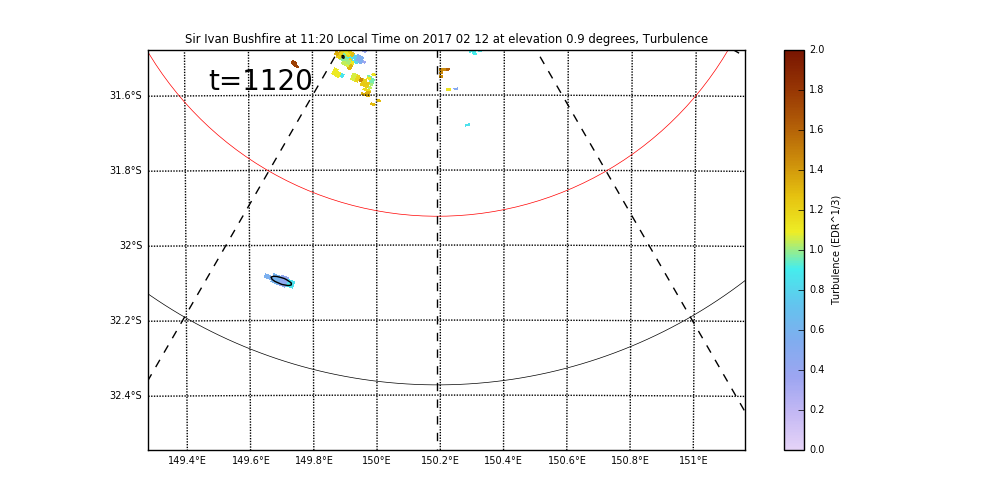 Sir Ivan Bushfire at 11:20 Local Time on 2017 02 12 at elevation 0.9 degrees, Turbulence
t=1120
31.6°S
31.8°S
32°S
32.2°S
32.4°S
149.4°E 149.6°E 149.8°E 150°E 150.2°E 150.4°E 150.6°E 150.8°E 151°E
2.0
1.8
1.6
1.4
1.2
1.0
0.8
0.6
0.4
0.2
0.0
Turbulence (EDR^1/3)